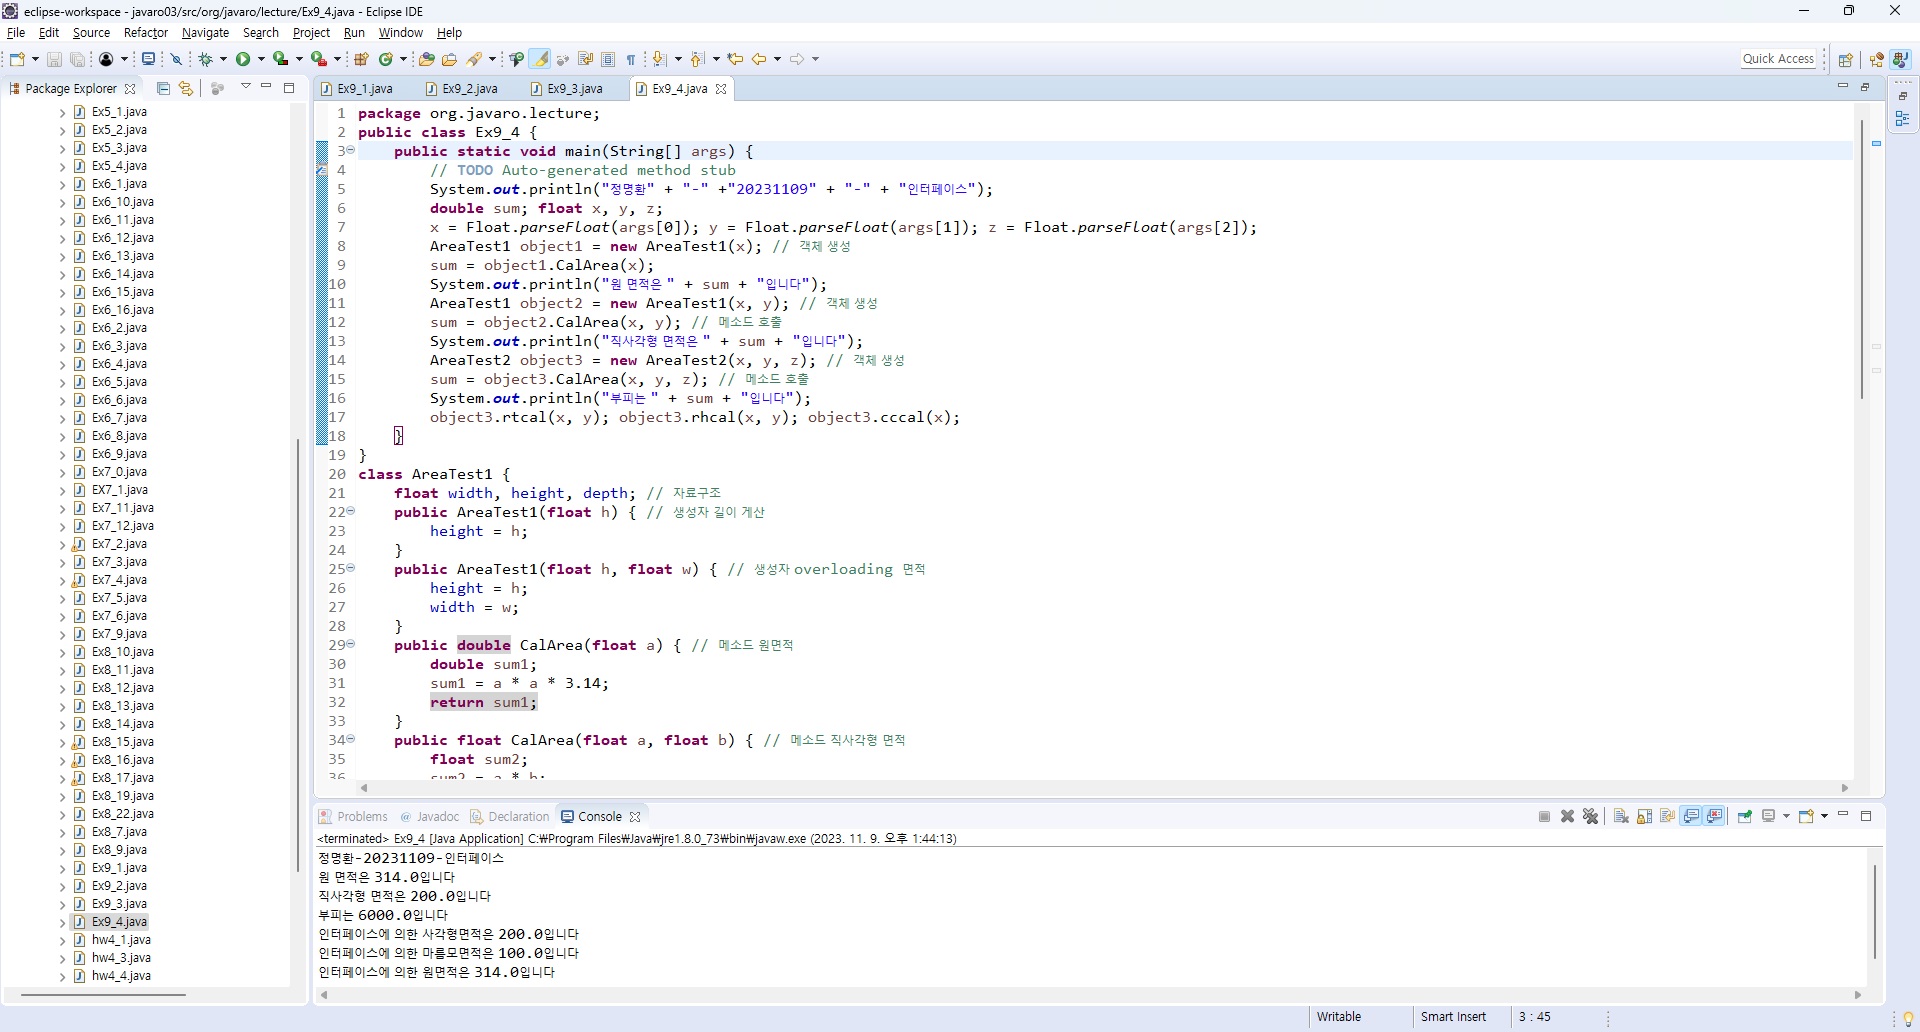 eclipse-workspace - javaro03/src/org/javaro/lecture/Ex9_4.java - Eclipse IDE
File Edit Source Refactor Navigate Search Project Run Window Help
Quick Access
Package Explorer
Ex5_1.java
Ex5_2.java
Ex5_3.java
Ex5_4.java
Ex6_1.java
Ex6_10.java
Ex6_11.java
Ex6_12.java
Ex6_13.java
Ex6_14.java
Ex6_15.java
Ex6_16.java
Ex6_2.java
Ex6_3.java
Ex6_4.java
Ex6_5.java
Ex6_6.java
Ex6_7.java
Ex6_8.java
Ex6_9.java
Ex7_0.java
EX7_1.java
Ex7_11.java
Ex7_12.java
Ex7_2.java
Ex7_3.java
Ex7_4.java
Ex7_5.java
Ex7_6.java
Ex7_9.java
Ex8_10.java
Ex8_11.java
Ex8_12.java
Ex8_13.java
Ex8_14.java
Ex8_15.java
Ex8_16.java
Ex8_17.java
Ex8_19.java
Ex8_22.java
Ex8_7.java
Ex8_9.java
Ex9_1.java
Ex9_2.java
Ex9_3.java
Ex9_4.java
hw4_1.java
hw4_3.java
hw4_4.java
Ex9_1.java Ex9_2.java Ex9_3.java Ex9_4.java
1 package org.javaro.lecture;
2 public class Ex9_4 {
3 public static void main(String[] args) {
4 // TODO Auto-generated method stub
5 System.out.println("정명환" + "-" +"20231109" + "-" + "인터페이스");
6 double sum; float x, y, z;
7 x = Float.parseFloat(args[0]); y = Float.parseFloat(args[1]); z = Float.parseFloat(args[2]);
8 AreaTest1 object1 = new AreaTest1(x); // 객체 생성
9 sum = object1.CalArea(x);
10 System.out.println("원 면적은 " + sum + "입니다");
11 AreaTest1 object2 = new AreaTest1(x, y); // 객체 생성
12 sum = object2.CalArea(x, y); // 메소드 호출
13 System.out.println("직사각형 면적은 " + sum + "입니다");
14 AreaTest2 object3 = new AreaTest2(x, y, z); // 객체 생성
15 sum = object3.CalArea(x, y, z); // 메소드 호출
16 System.out.println("부피는 " + sum + "입니다");
17 object3.rtcal(x, y); object3.rhcal(x, y); object3.cccal(x);
18 }
19 }
20 class AreaTest1 {
21 float width, height, depth; // 자료구조
22 public AreaTest1(float h) { // 생성자 길이 게산
23 height = h;
24 }
25 public AreaTest1(float h, float w) { // 생성자 overloading 면적
26 height = h;
27 width = w;
28 }
29 public double CalArea(float a) { // 메소드 원면적
30 double sum1;
31 sum1 = a * a * 3.14;
32 return sum1;
33 }
34 public float CalArea(float a, float b) { // 메소드 직사각형 면적
35 float sum2;
36 sum2 = a * b;
Problems Javadoc Declaration Console
<terminated> Ex9_4 [Java Application] C:₩Program Files₩Java₩jre1.8.0_73₩bin₩javaw.exe (2023. 11. 9. 오후 1:44:13)
정명환-20231109-인터페이스
원 면적은 314.0입니다
직사각형 면적은 200.0입니다
부피는 6000.0입니다
인터페이스에 의한 사각형면적은 200.0입니다
인터페이스에 의한 마름모면적은 100.0입니다
인터페이스에 의한 원면적은 314.0입니다
Writable Smart Insert 3 : 45